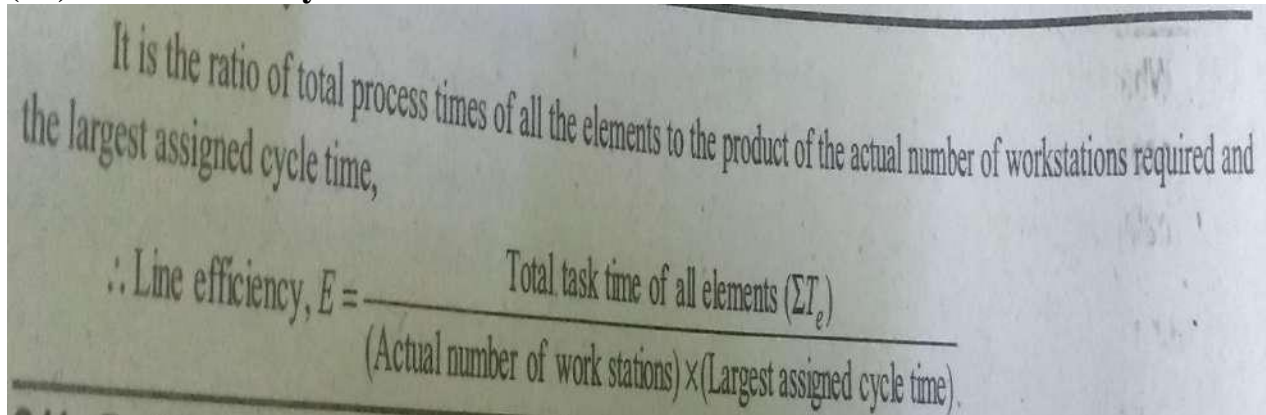 It is the ratio of total process times of all the elements to the product of the actual number of workstations required and
the largest assigned cycle time,
∴ Line efficiency, E = Total task time of all elements (ΣTₑ)
(Actual number of work stations)×(Largest assigned cycle time).